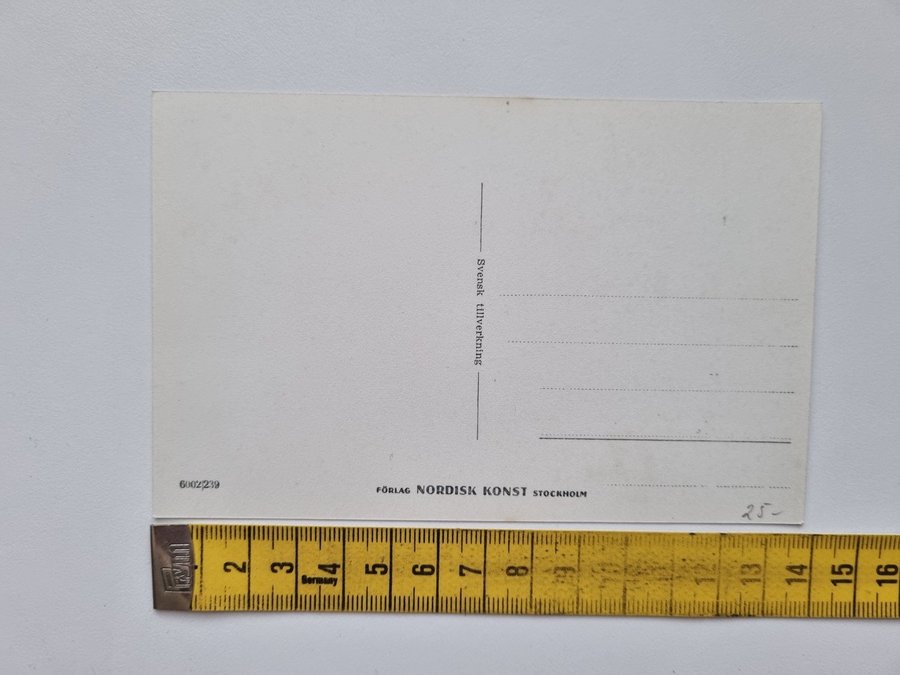 Svensk tillverkning
6002/239
FÖRLAG NORDISK KONST STOCKHOLM
25-
2 3 4 5 6 7 8 9 10 11 12 13 14 15 16
Germany